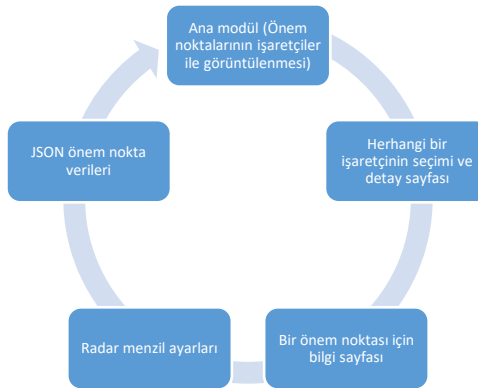 Ana modül (Önem
noktalarının işaretçiler
ile görüntülenmesi)
Herhangi bir
işaretçinin seçimi ve
detay sayfası
Bir önem noktası için
bilgi sayfası
Radar menzil ayarları
JSON önem nokta
verileri